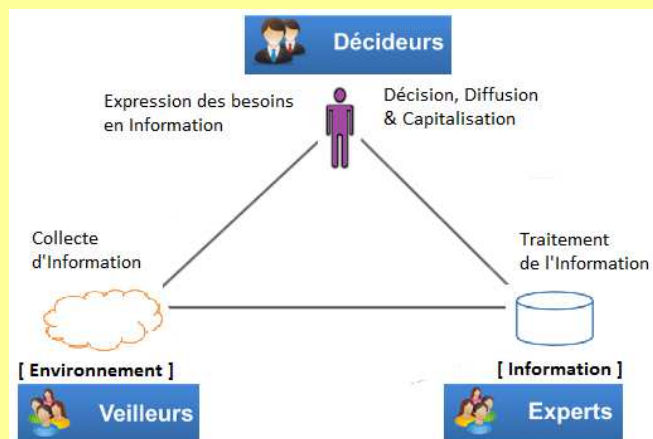 Décideurs
Expression des besoins
en Information
Décision, Diffusion
& Capitalisation
Collecte
d'Information
Traitement
de l'Information
[ Environnement ]
[ Information ]
Veilleurs
Experts